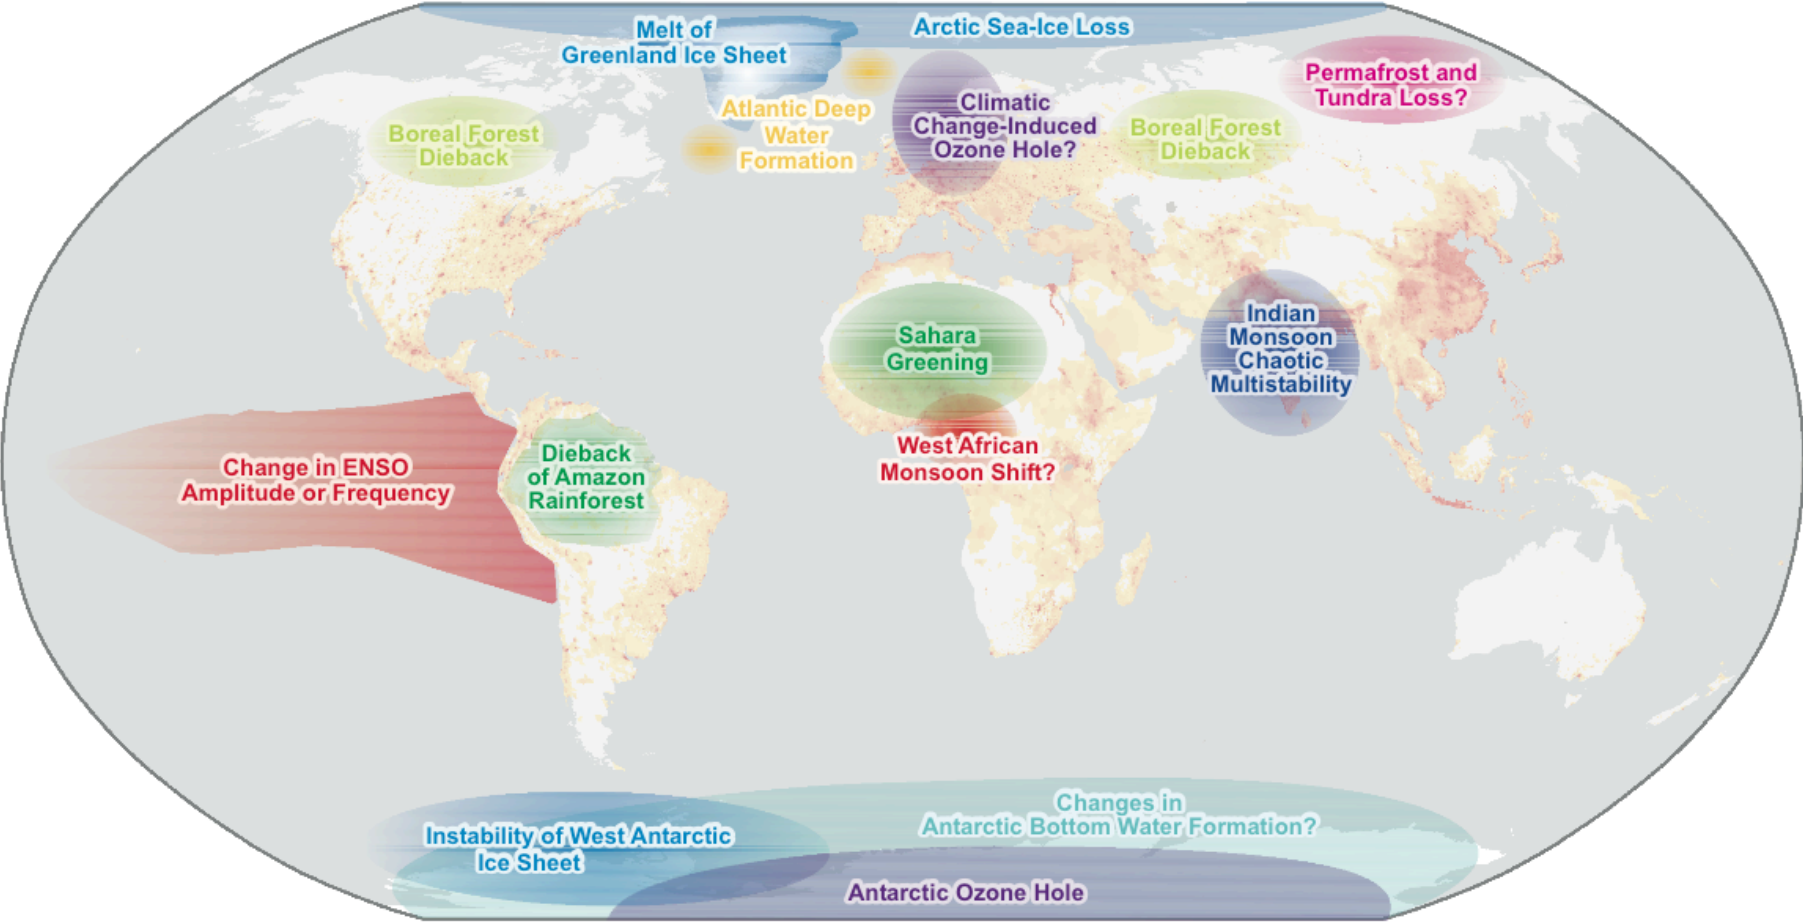 Melt of
Greenland Ice Sheet
Arctic Sea-Ice Loss
Permafrost and
Tundra Loss?
Atlantic Deep
Water
Formation
Climatic
Change-Induced
Ozone Hole?
Boreal Forest
Dieback
Boreal Forest
Dieback
Sahara
Greening
Indian
Monsoon
Chaotic
Multistability
West African
Monsoon Shift?
Change in ENSO
Amplitude or Frequency
Dieback
of Amazon
Rainforest
Changes in
Antarctic Bottom Water Formation?
Instability of West Antarctic
Ice Sheet
Antarctic Ozone Hole